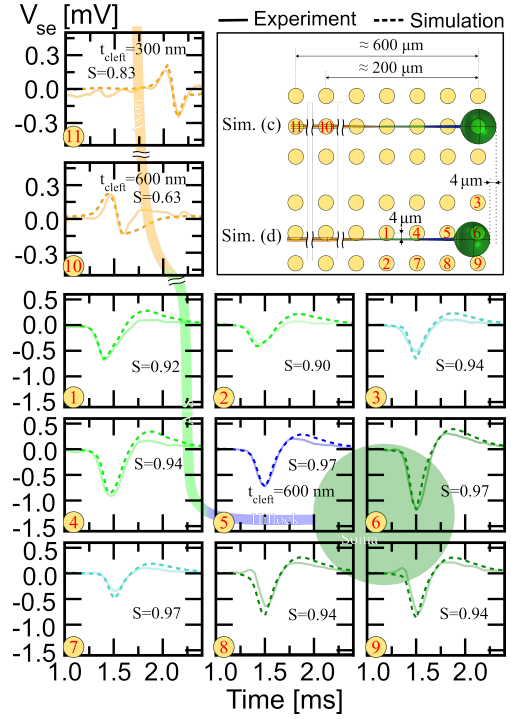 V_se [mV]
Experiment
Simulation
0.3
0.0
-0.3
t_cleft=300 nm
S=0.83
Axon
11
≈ 600 μm
≈ 200 μm
Sim. (c)
11
10
4 μm
3
Sim. (d)
4 μm
1
4
5
6
2
7
8
9
0.3
0.0
-0.3
t_cleft=600 nm
S=0.63
10
0.5
0.0
-0.5
-1.0
-1.5
S=0.92
1
S=0.90
2
S=0.94
3
0.5
0.0
-0.5
-1.0
-1.5
S=0.94
4
S=0.97
t_cleft=600 nm
Hillock
5
S=0.97
Soma
6
0.5
0.0
-0.5
-1.0
-1.5
S=0.97
7
S=0.94
8
S=0.94
9
1.0 1.5 2.0
1.0 1.5 2.0
1.0 1.5 2.0
Time [ms]